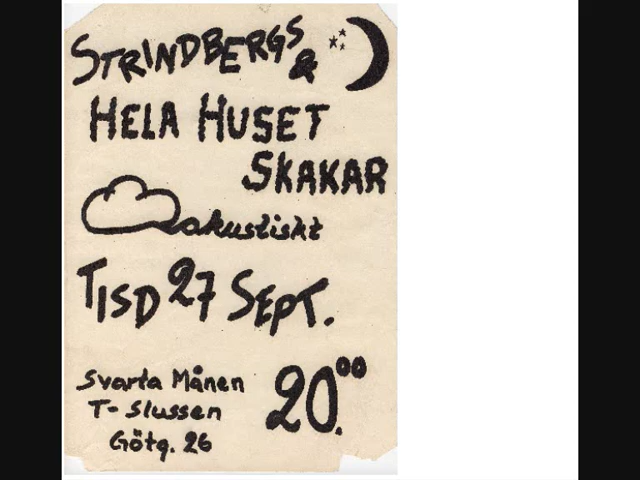 STRINDBERGS &
HELA HUSET
SKAKAR
akustiskt
TISD 27 SEPT.
Svarta Månen
T- Slussen
Götg. 26
20.00